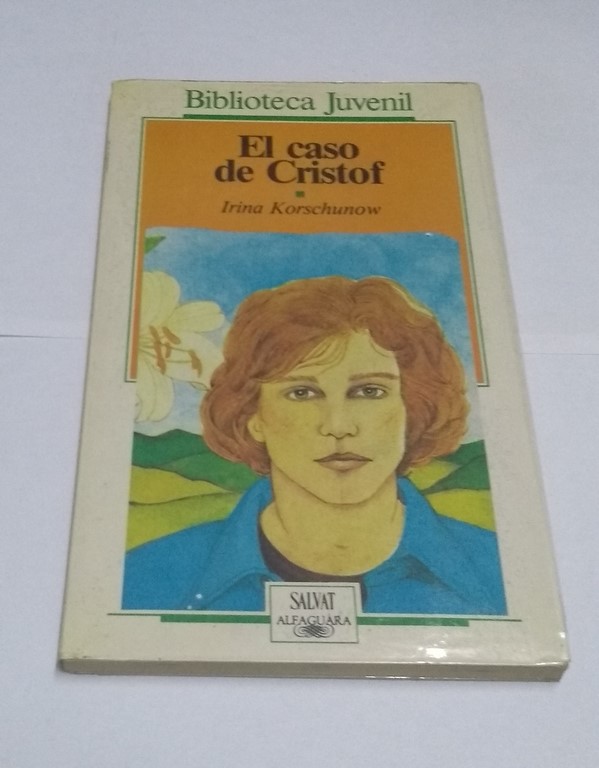 Biblioteca Juvenil
El caso
de Cristof
Irina Korschunow
SALVAT
ALFAGUARA